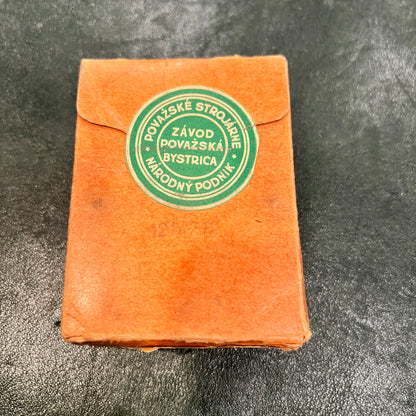 POVAŽSKÉ STROJÁRNE
ZÁVOD
POVAŽSKÁ
BYSTRICA
NÁRODNÝ PODNIK